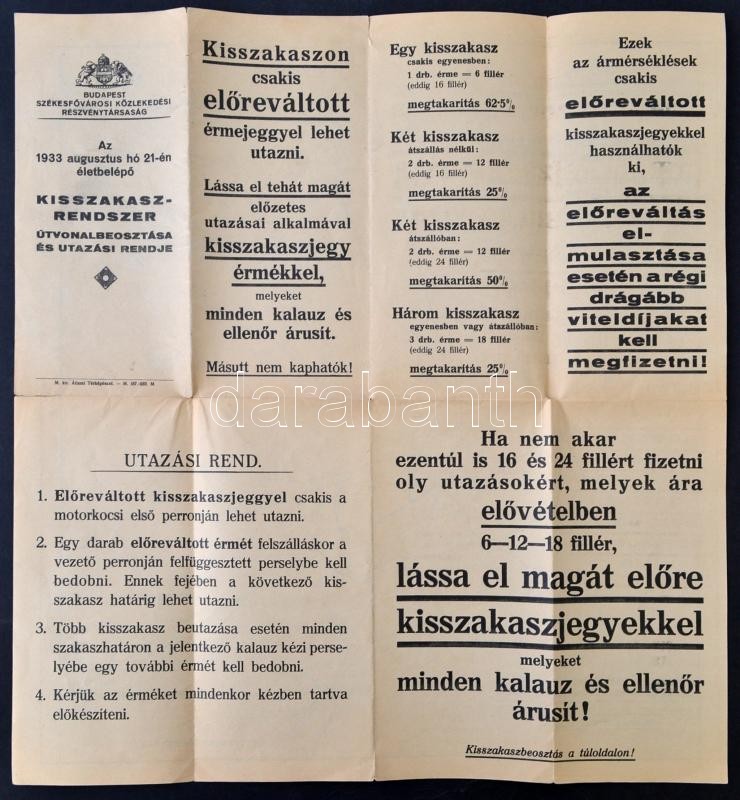 BUDAPEST
SZÉKESFŐVÁROSI KÖZLEKEDÉSI
RÉSZVÉNYTÁRSASÁG
Az
1933 augusztus hó 21-én
életbelépő
KISSZAKASZ-
RENDSZER
ÚTVONALBEOSZTÁSA
ÉS UTAZÁSI RENDJE
M. kir. Állami Térképészet. — M.
Kisszakaszon
csakis
előreváltott
érmejeggyel lehet
utazni.
Lássa el tehát magát
előzetes
utazásai alkalmával
kisszakaszjegy
érmékkel,
melyeket
minden kalauz és
ellenőr árusít.
Másutt nem kaphatók!
Egy kisszakasz
csakis egyenesben:
1 drb. érme = 6 fillér
(eddig 16 fillér)
megtakarítás 62·5%
Két kisszakasz
átszállás nélkül:
2 drb. érme = 12 fillér
(eddig 16 fillér)
megtakarítás 25%
Két kisszakasz
átszállóban:
2 drb. érme = 12 fillér
(eddig 24 fillér)
megtakarítás 50%
Három kisszakasz
egyenesben vagy átszállóban:
3 drb. érme = 18 fillér
(eddig 24 fillér)
megtakarítás 25%
Ezek
az ármérséklések
csakis
előreváltott
kisszakaszjegyekkel
használhatók
ki,
az
előreváltás
el-
mulasztása
esetén a régi
drágább
viteldíjakat
kell
megfizetni!
darabanth
UTAZÁSI REND.
1. Előreváltott kisszakaszjeggyel csakis a
motorkocsi első perronján lehet utazni.
2. Egy darab előreváltott érmét felszálláskor a
vezető perronján felfüggesztett perselybe kell
bedobni. Ennek fejében a következő kis-
szakasz határig lehet utazni.
3. Több kisszakasz beutazása esetén minden
szakaszhatáron a jelentkező kalauz kézi perse-
lyébe egy további érmét kell bedobni.
4. Kérjük az érméket mindenkor kézben tartva
előkészíteni.
Ha nem akar
ezentúl is 16 és 24 fillért fizetni
oly utazásokért, melyek ára
elővételben
6—12—18 fillér,
lássa el magát előre
kisszakaszjegyekkel
melyeket
minden kalauz és ellenőr
árusít!
Kisszakaszbeosztás a túloldalon!